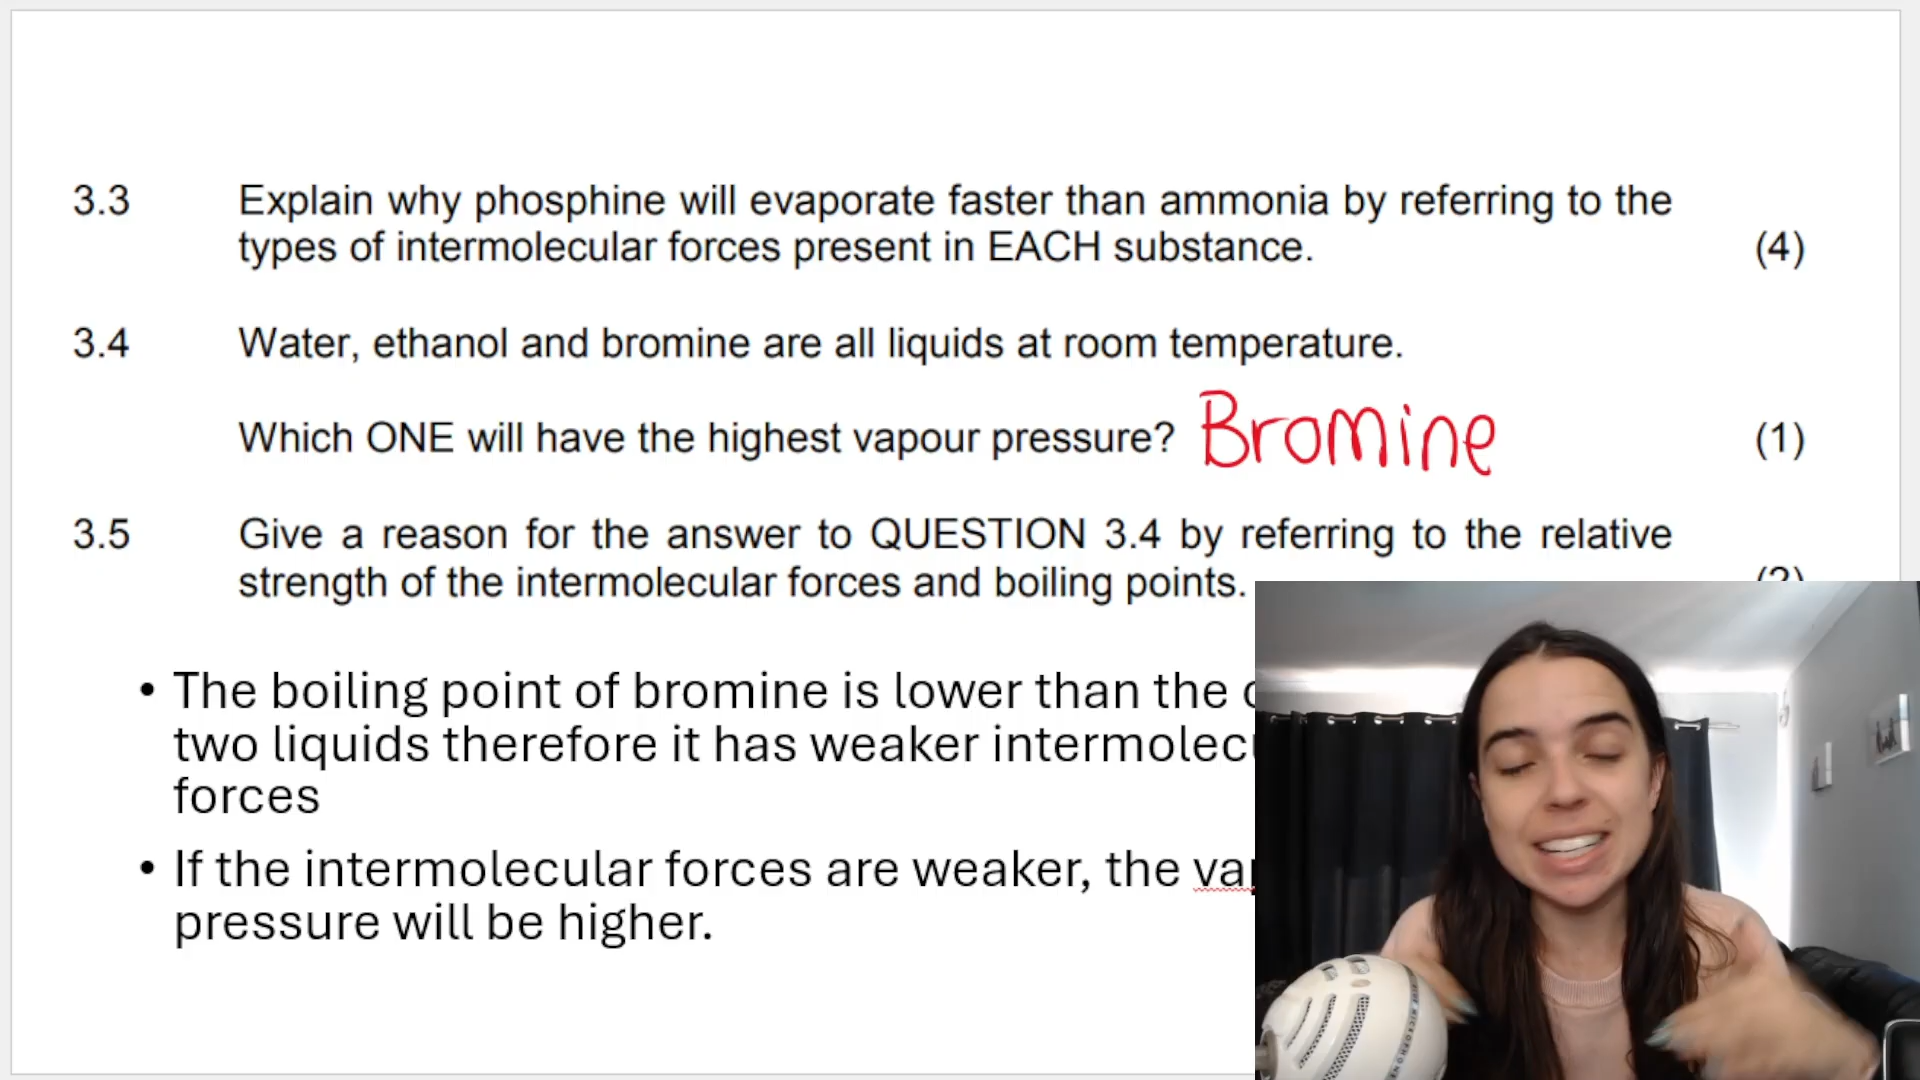 3.3 Explain why phosphine will evaporate faster than ammonia by referring to the
types of intermolecular forces present in EACH substance. (4)
3.4 Water, ethanol and bromine are all liquids at room temperature.
Which ONE will have the highest vapour pressure? Bromine (1)
3.5 Give a reason for the answer to QUESTION 3.4 by referring to the relative
strength of the intermolecular forces and boiling points.
• The boiling point of bromine is lower than the
two liquids therefore it has weaker
forces
• If the intermolecular forces are weaker, the
pressure will be higher.